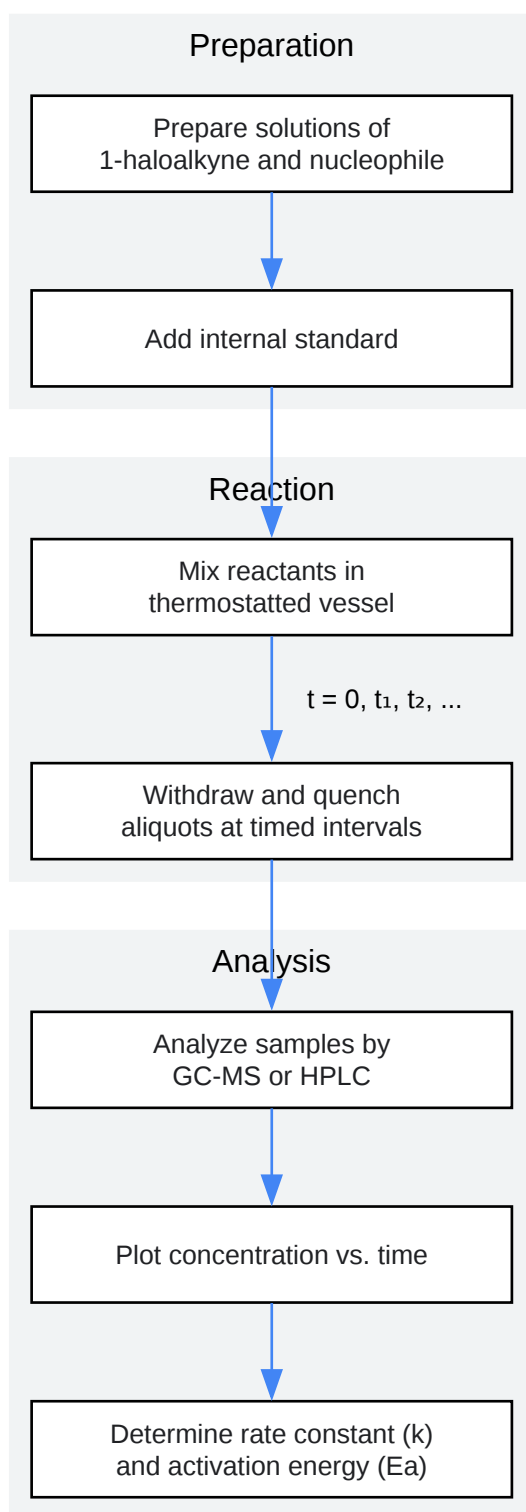 Preparation
Prepare solutions of
1-haloalkyne and nucleophile
Add internal standard
Reaction
Mix reactants in
thermostatted vessel
t = 0, t₁, t₂, ...
Withdraw and quench
aliquots at timed intervals
Analysis
Analyze samples by
GC-MS or HPLC
Plot concentration vs. time
Determine rate constant (k)
and activation energy (Ea)